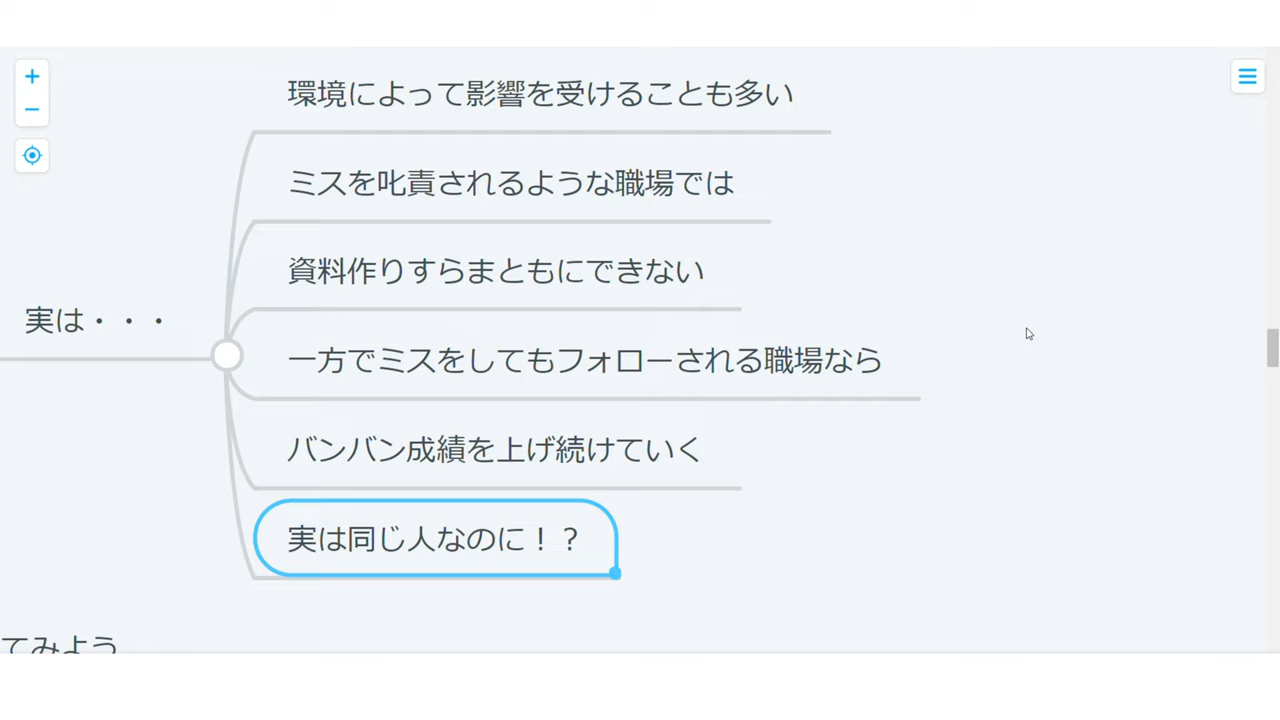 環境によって影響を受けることも多い
ミスを叱責されるような職場では
資料作りすらまともにできない
実は・・・
一方でミスをしてもフォローされる職場なら
バンバン成績を上げ続けていく
実は同じ人なのに！？
てみよう